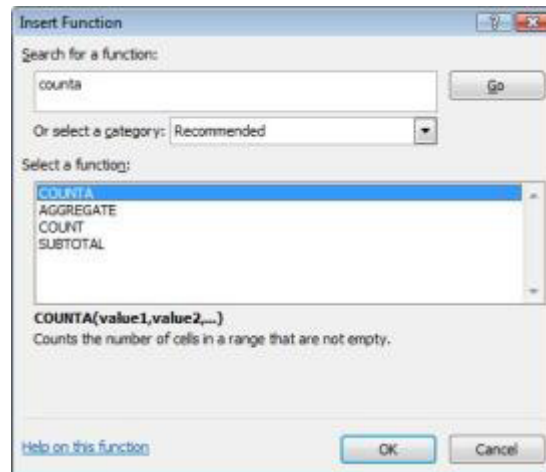 Insert Function
Search for a function:
counta
Go
Or select a category: Recommended
Select a function:
COUNTA
AGGREGATE
COUNT
SUBTOTAL
COUNTA(value1,value2,...)
Counts the number of cells in a range that are not empty.
Help on this function
OK
Cancel